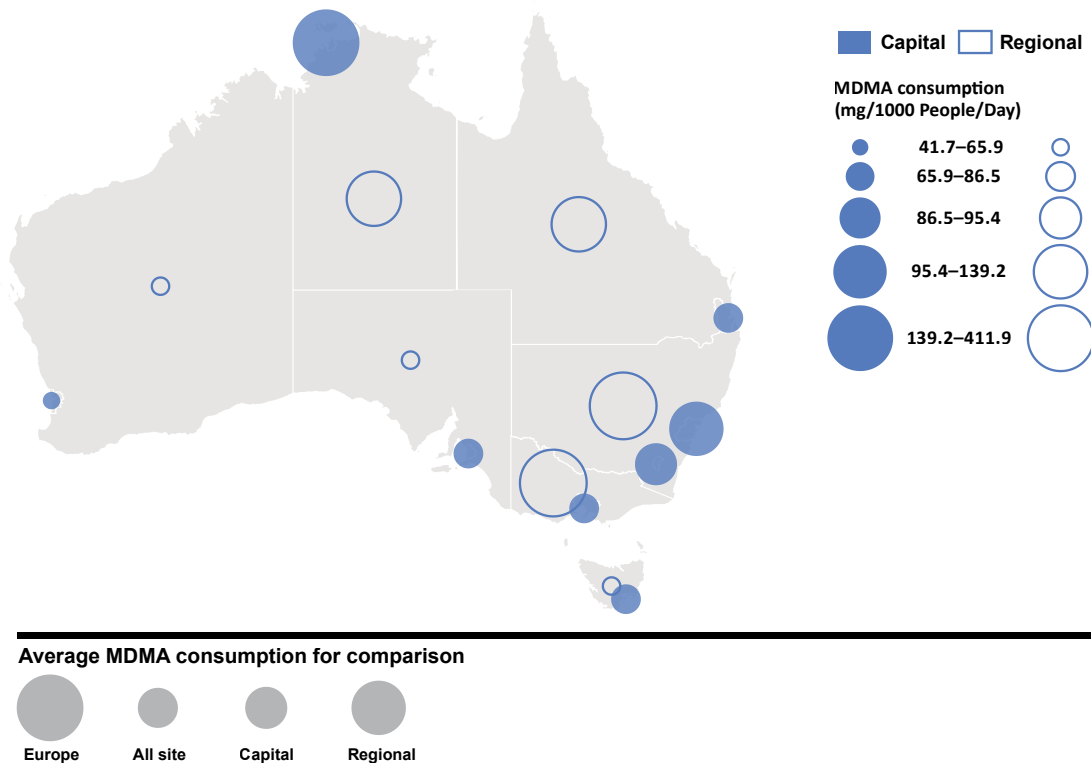 Capital Regional
MDMA consumption
(mg/1000 People/Day)
41.7–65.9
65.9–86.5
86.5–95.4
95.4–139.2
139.2–411.9
Average MDMA consumption for comparison
Europe All site Capital Regional